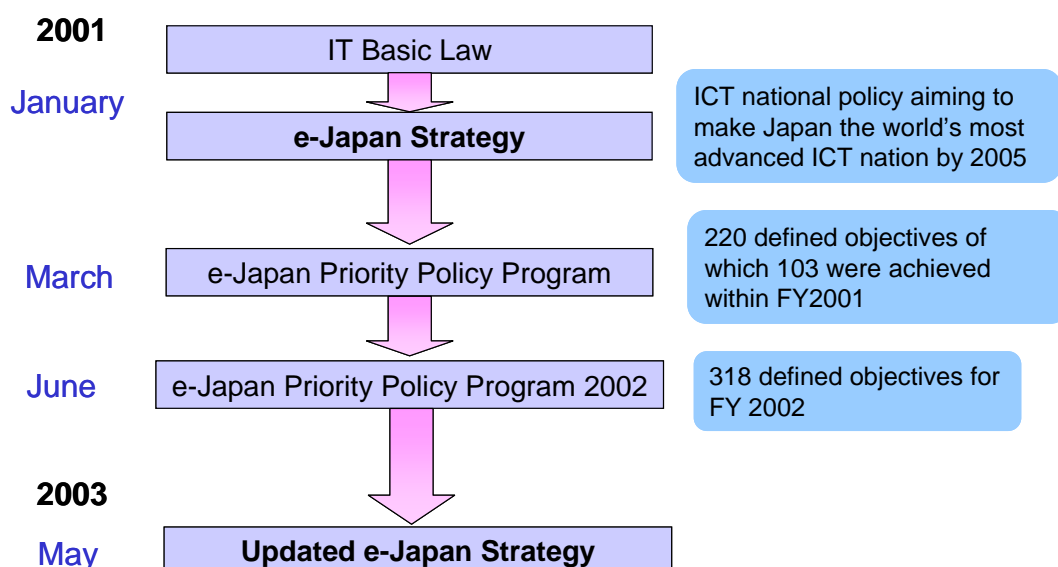 2001
IT Basic Law
January
e-Japan Strategy
ICT national policy aiming to
make Japan the world's most
advanced ICT nation by 2005
March
e-Japan Priority Policy Program
220 defined objectives of
which 103 were achieved
within FY2001
June
e-Japan Priority Policy Program 2002
318 defined objectives for
FY 2002
2003
May
Updated e-Japan Strategy